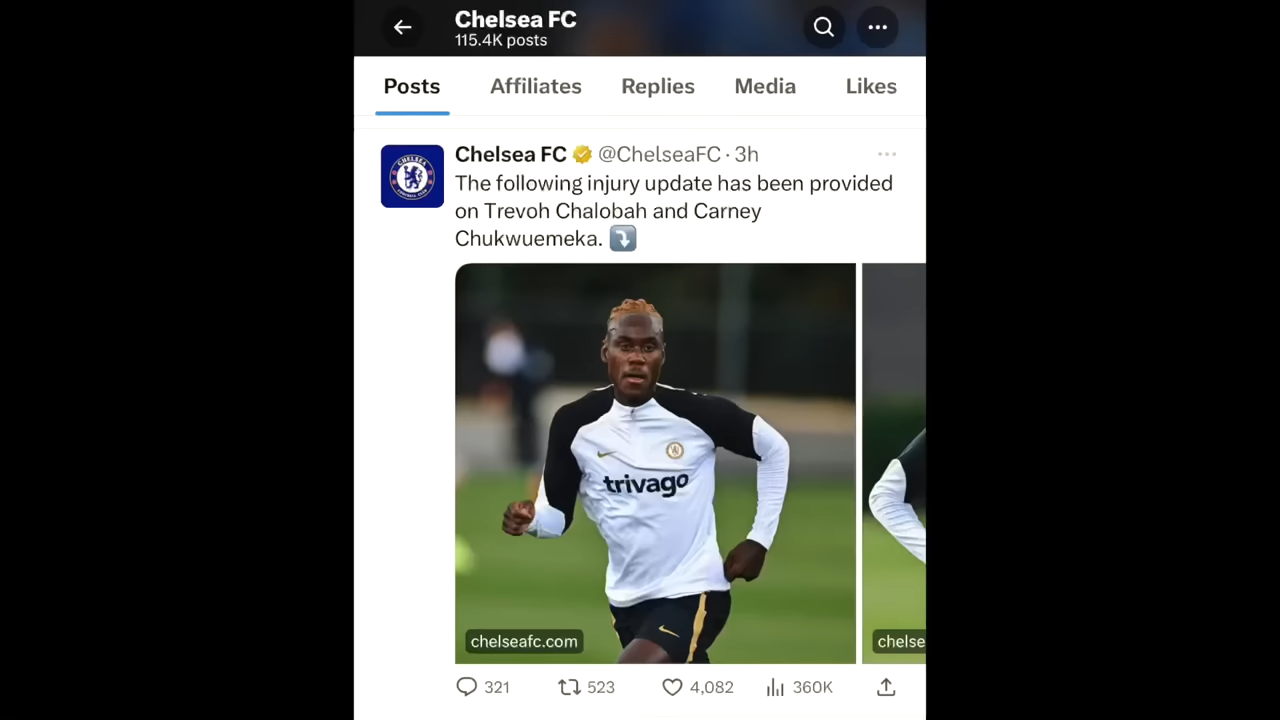 Chelsea FC
115.4K posts
Posts Affiliates Replies Media Likes
Chelsea FC @ChelseaFC · 3h
The following injury update has been provided
on Trevoh Chalobah and Carney
Chukwuemeka. ⤵️
trivago
chelseafc.com
chelse
321 523 4,082 360K